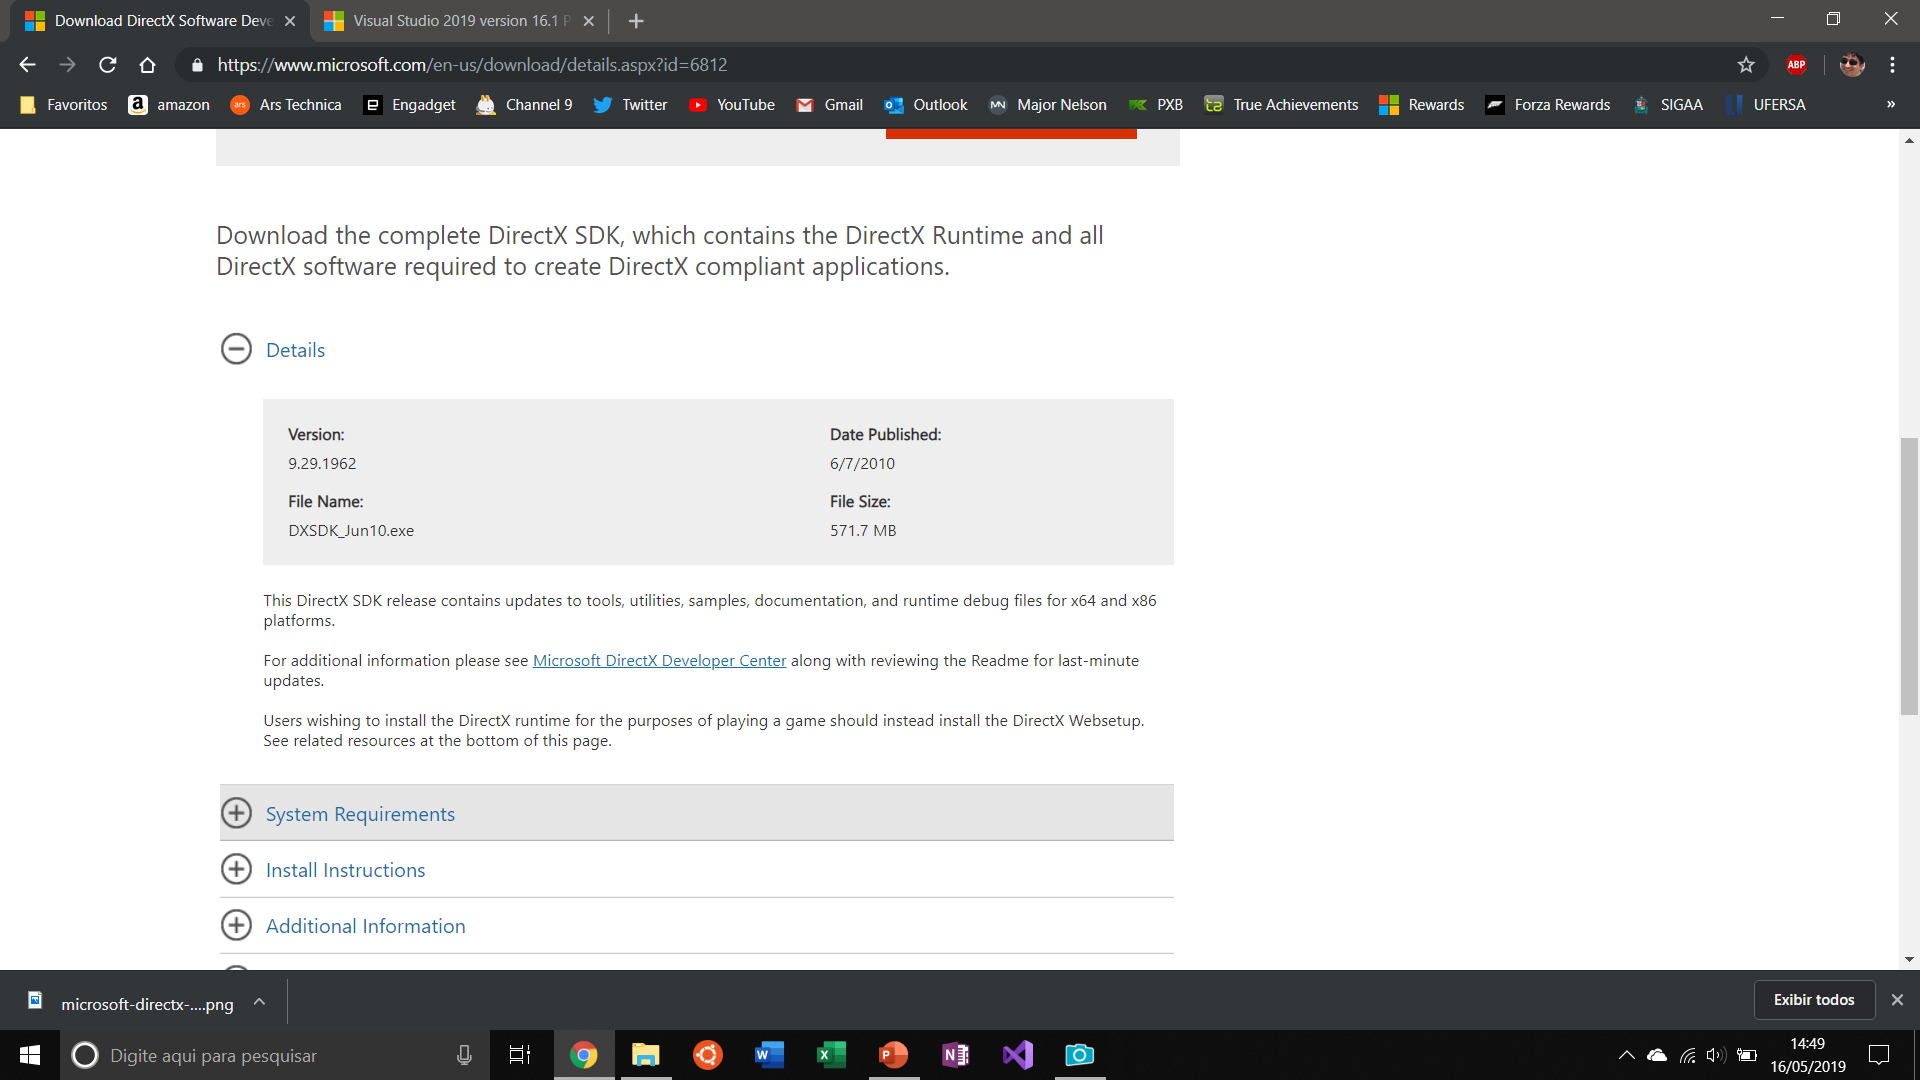 Download DirectX Software Deve
Visual Studio 2019 version 16.1 P
https://www.microsoft.com/en-us/download/details.aspx?id=6812
ABP
Favoritos
amazon
Ars Technica
Engadget
Channel 9
Twitter
YouTube
Gmail
Outlook
Major Nelson
PXB
True Achievements
Rewards
Forza Rewards
SIGAA
UFERSA
»
Download the complete DirectX SDK, which contains the DirectX Runtime and all
DirectX software required to create DirectX compliant applications.
Details
Version:
9.29.1962
Date Published:
6/7/2010
File Name:
DXSDK_Jun10.exe
File Size:
571.7 MB
This DirectX SDK release contains updates to tools, utilities, samples, documentation, and runtime debug files for x64 and x86
platforms.
For additional information please see Microsoft DirectX Developer Center along with reviewing the Readme for last-minute
updates.
Users wishing to install the DirectX runtime for the purposes of playing a game should instead install the DirectX Websetup.
See related resources at the bottom of this page.
System Requirements
Install Instructions
Additional Information
microsoft-directx-....png
Exibir todos
Digite aqui para pesquisar
14:49
16/05/2019